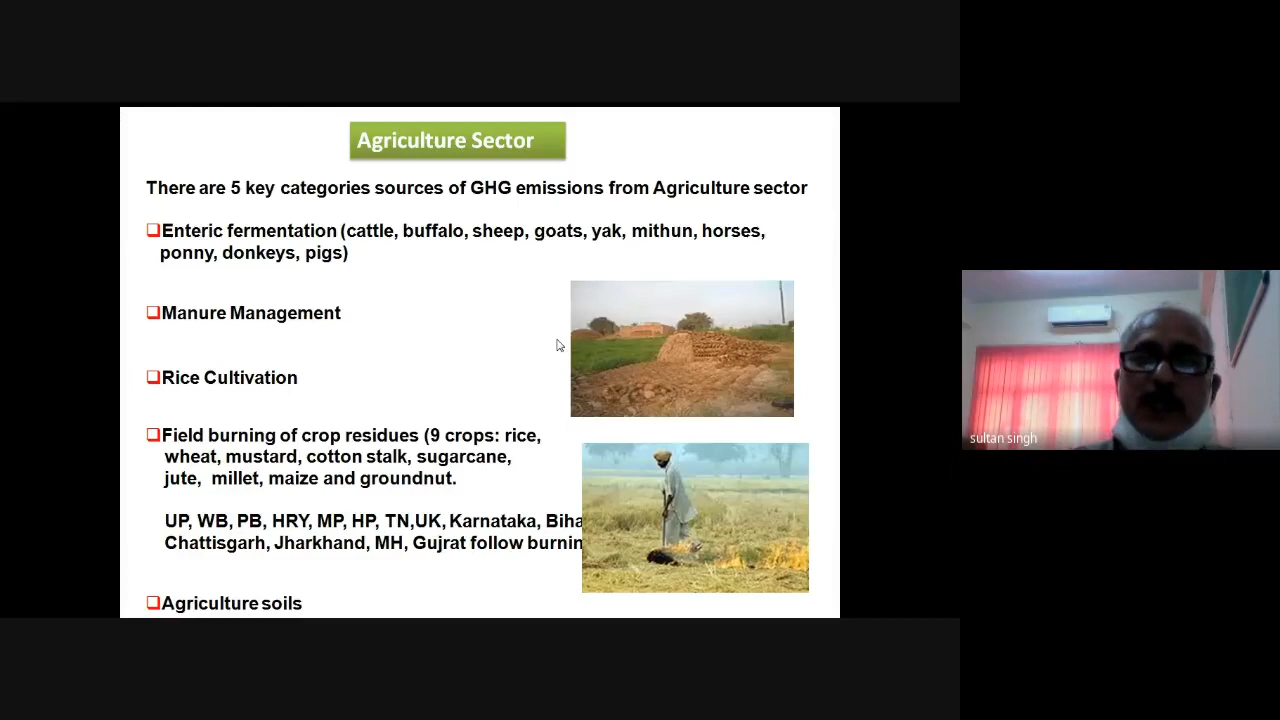 Agriculture Sector
There are 5 key categories sources of GHG emissions from Agriculture sector
❑Enteric fermentation (cattle, buffalo, sheep, goats, yak, mithun, horses,
ponny, donkeys, pigs)
❑Manure Management
❑Rice Cultivation
❑Field burning of crop residues (9 crops: rice,
wheat, mustard, cotton stalk, sugarcane,
jute, millet, maize and groundnut.
UP, WB, PB, HRY, MP, HP, TN,UK, Karnataka, Biha
Chattisgarh, Jharkhand, MH, Gujrat follow burnin
❑Agriculture soils
sultan singh